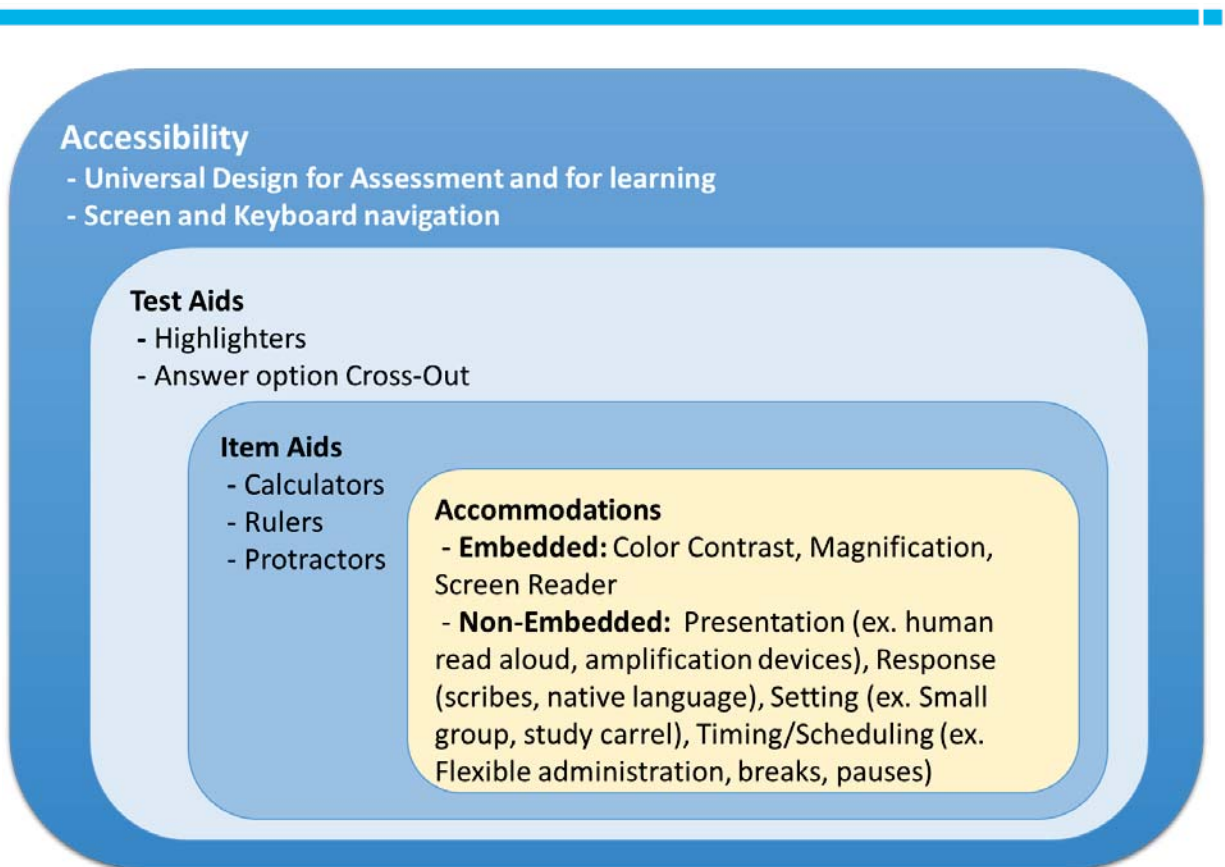 Accessibility
- Universal Design for Assessment and for learning
- Screen and Keyboard navigation
Test Aids
- Highlighters
- Answer option Cross-Out
Item Aids
- Calculators
- Rulers
- Protractors
Accommodations
- Embedded: Color Contrast, Magnification,
Screen Reader
- Non-Embedded: Presentation (ex. human
read aloud, amplification devices), Response
(scribes, native language), Setting (ex. Small
group, study carrel), Timing/Scheduling (ex.
Flexible administration, breaks, pauses)